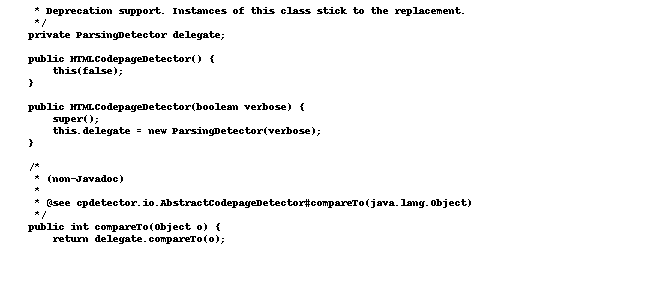 * Deprecation support. Instances of this class stick to the replacement.
     */
    private ParsingDetector delegate;

    public HTMLCodepageDetector() {
        this(false);
    }

    public HTMLCodepageDetector(boolean verbose) {
        super();
        this.delegate = new ParsingDetector(verbose);
    }

    /*
     * (non-Javadoc)
     *
     * @see cpdetector.io.AbstractCodepageDetector#compareTo(java.lang.Object)
     */
    public int compareTo(Object o) {
        return delegate.compareTo(o);